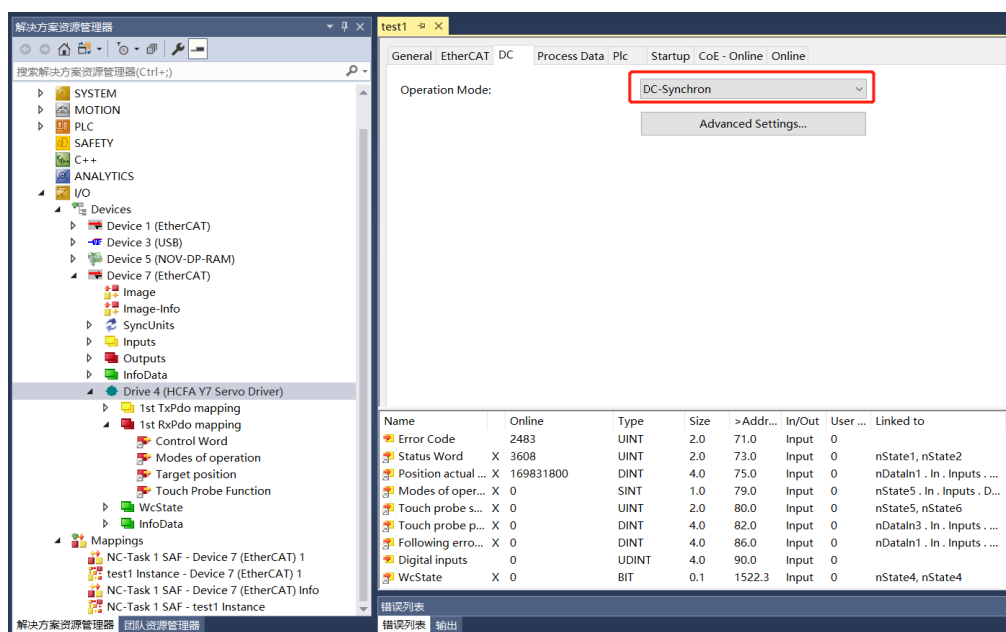 解决方案资源管理器
搜索解决方案资源管理器(Ctrl+;)
SYSTEM
MOTION
PLC
SAFETY
C++
ANALYTICS
I/O
Devices
Device 1 (EtherCAT)
Device 3 (USB)
Device 5 (NOV-DP-RAM)
Device 7 (EtherCAT)
Image
Image-Info
SyncUnits
Inputs
Outputs
InfoData
Drive 4 (HCFA Y7 Servo Driver)
1st TxPdo mapping
1st RxPdo mapping
Control Word
Modes of operation
Target position
Touch Probe Function
WcState
InfoData
Mappings
NC-Task 1 SAF - Device 7 (EtherCAT) 1
test1 Instance - Device 7 (EtherCAT) 1
NC-Task 1 SAF - Device 7 (EtherCAT) Info
NC-Task 1 SAF - test1 Instance
解决方案资源管理器 团队资源管理器
test1
General EtherCAT DC Process Data Plc Startup CoE - Online Online
Operation Mode: DC-Synchron
Advanced Settings...
Name Online Type Size >Addr... In/Out User ... Linked to
Error Code 2483 UINT 2.0 71.0 Input 0
Status Word X 3608 UINT 2.0 73.0 Input 0 nState1, nState2
Position actual ... X 169831800 DINT 4.0 75.0 Input 0 nDataIn1 . In . Inputs . ...
Modes of oper... X 0 SINT 1.0 79.0 Input 0 nState5 . In . Inputs . D...
Touch probe s... X 0 UINT 2.0 80.0 Input 0 nState5, nState6
Touch probe p... X 0 DINT 4.0 82.0 Input 0 nDataIn3 . In . Inputs . ...
Following erro... X 0 DINT 4.0 86.0 Input 0 nDataIn1 . In . Inputs . ...
Digital inputs 0 UDINT 4.0 90.0 Input 0
WcState X 0 BIT 0.1 1522.3 Input 0 nState4, nState4
错误列表
错误列表 输出